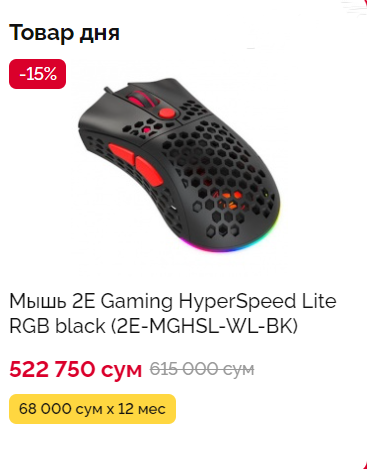 Товар дня
-15%
Мышь 2E Gaming HyperSpeed Lite
RGB black (2E-MGHSL-WL-BK)
522 750 сум 615 000 сум
68 000 сум x 12 мес